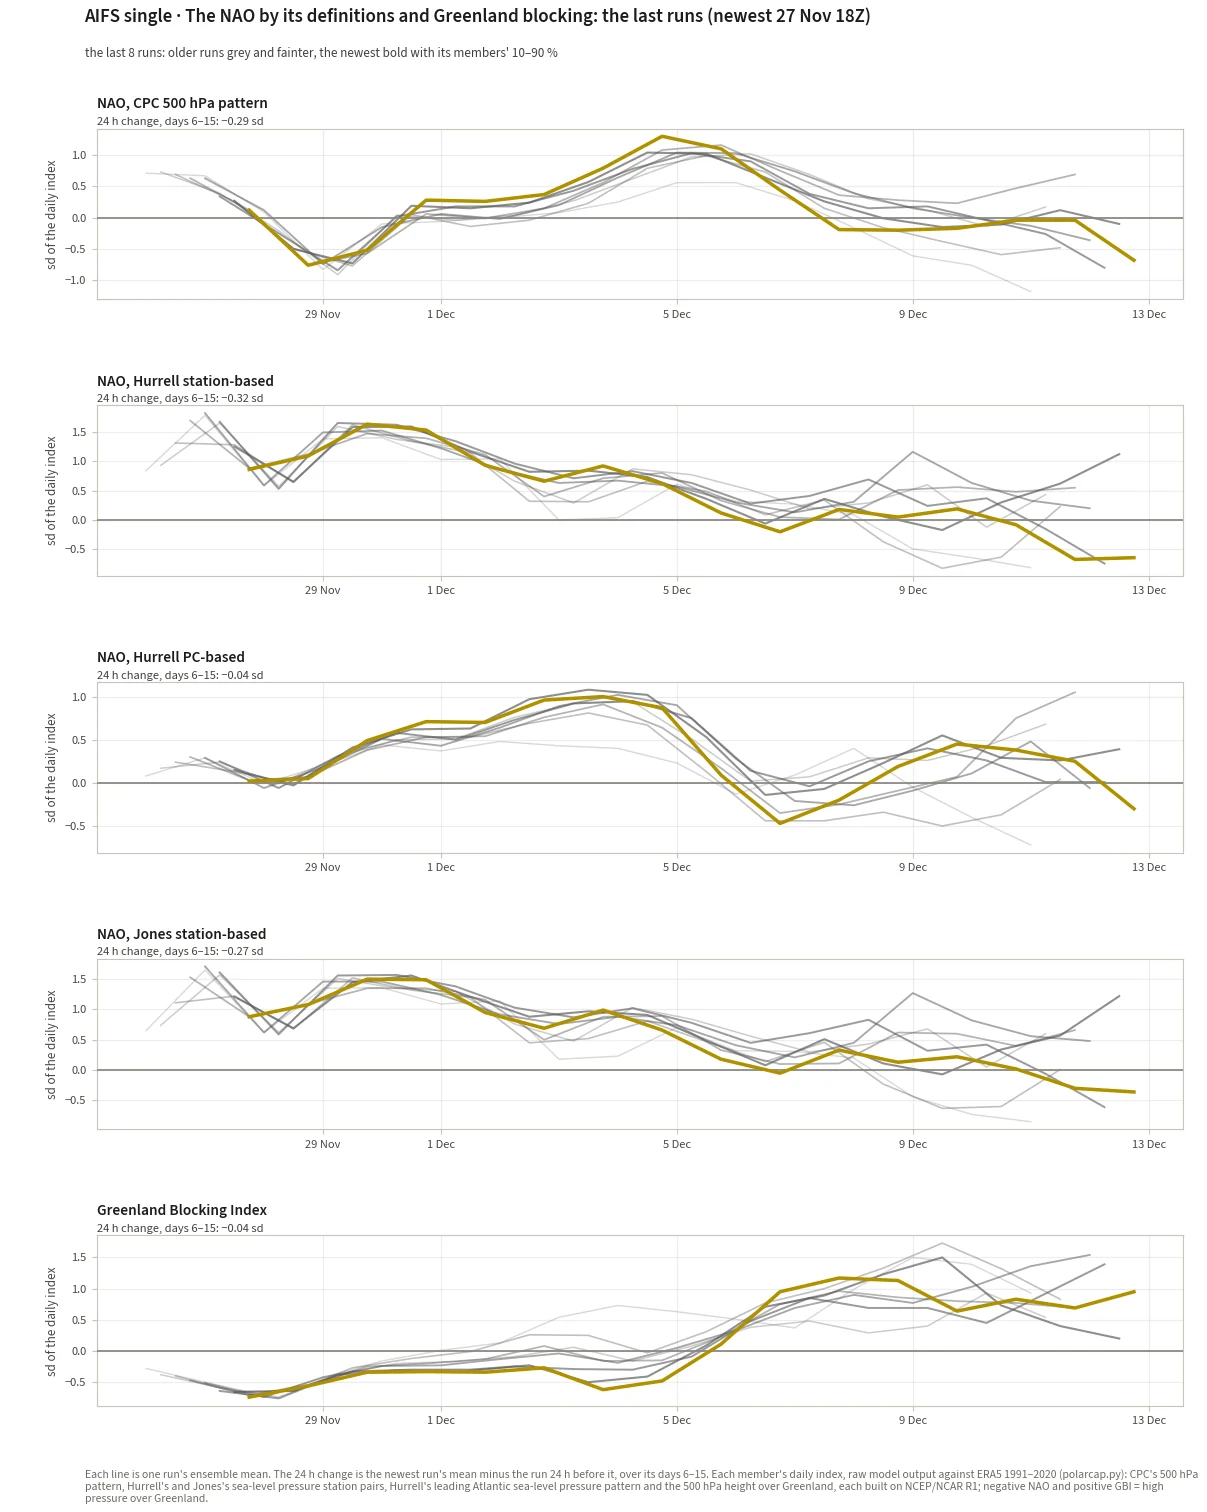 AIFS single · The NAO by its definitions and Greenland blocking: the last runs (newest 27 Nov 18Z)
the last 8 runs: older runs grey and fainter, the newest bold with its members' 10–90 %
NAO, CPC 500 hPa pattern
24 h change, days 6–15: −0.29 sd
sd of the daily index
1.0
0.5
0.0
−0.5
−1.0
29 Nov
1 Dec
5 Dec
9 Dec
13 Dec
NAO, Hurrell station-based
24 h change, days 6–15: −0.32 sd
sd of the daily index
1.5
1.0
0.5
0.0
−0.5
29 Nov
1 Dec
5 Dec
9 Dec
13 Dec
NAO, Hurrell PC-based
24 h change, days 6–15: −0.04 sd
sd of the daily index
1.0
0.5
0.0
−0.5
29 Nov
1 Dec
5 Dec
9 Dec
13 Dec
NAO, Jones station-based
24 h change, days 6–15: −0.27 sd
sd of the daily index
1.5
1.0
0.5
0.0
−0.5
29 Nov
1 Dec
5 Dec
9 Dec
13 Dec
Greenland Blocking Index
24 h change, days 6–15: −0.04 sd
sd of the daily index
1.5
1.0
0.5
0.0
−0.5
29 Nov
1 Dec
5 Dec
9 Dec
13 Dec
Each line is one run's ensemble mean. The 24 h change is the newest run's mean minus the run 24 h before it, over its days 6–15. Each member's daily index, raw model output against ERA5 1991–2020 (polarcap.py): CPC's 500 hPa
pattern, Hurrell's and Jones's sea-level pressure station pairs, Hurrell's leading Atlantic sea-level pressure pattern and the 500 hPa height over Greenland, each built on NCEP/NCAR R1; negative NAO and positive GBI = high
pressure over Greenland.